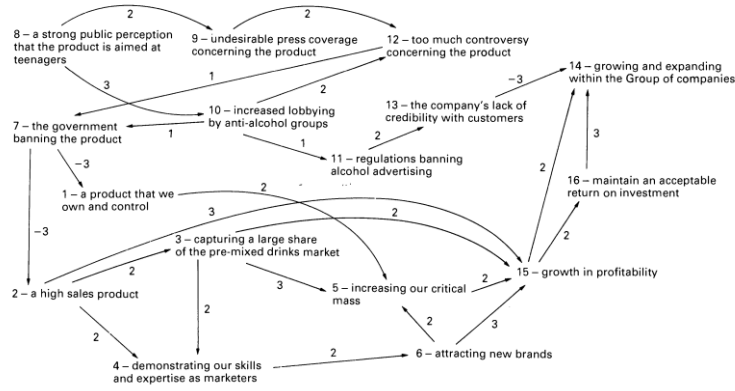 2
2
8 – a strong public perception
that the product is aimed at
teenagers
9 – undesirable press coverage
concerning the product
12 – too much controversy
concerning the product
1
3
2
14 – growing and expanding
within the Group of companies
–3
10 – increased lobbying
by anti-alcohol groups
13 – the company's lack of
credibility with customers
7 – the government
banning the product
1
1
2
11 – regulations banning
alcohol advertising
3
2
–3
1 – a product that we
own and control
2
16 – maintain an acceptable
return on investment
3
2
2
–3
3 – capturing a large share
of the pre-mixed drinks market
2
3
15 – growth in profitability
2
2 – a high sales product
5 – increasing our critical
mass
2
2
2
3
4 – demonstrating our skills
and expertise as marketers
2
6 – attracting new brands